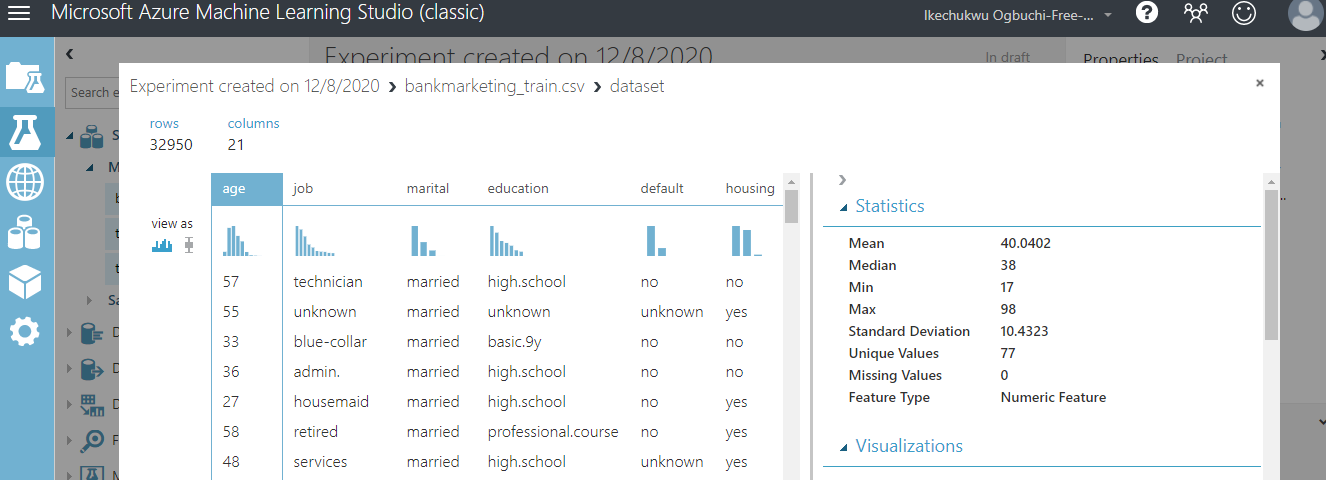 Microsoft Azure Machine Learning Studio (classic)
Ikechukwu Ogbuchi-Free-...
?
Experiment created on 12/8/2020
In draft
Properties Project
Search e
Experiment created on 12/8/2020 > bankmarketing_train.csv > dataset
rows columns
32950 21
view as
age job marital education default housing
57 technician married high.school no no
55 unknown married unknown unknown yes
33 blue-collar married basic.9y no no
36 admin. married high.school no no
27 housemaid married high.school no yes
58 retired married professional.course no yes
48 services married high.school unknown yes
Statistics
Mean 40.0402
Median 38
Min 17
Max 98
Standard Deviation 10.4323
Unique Values 77
Missing Values 0
Feature Type Numeric Feature
Visualizations